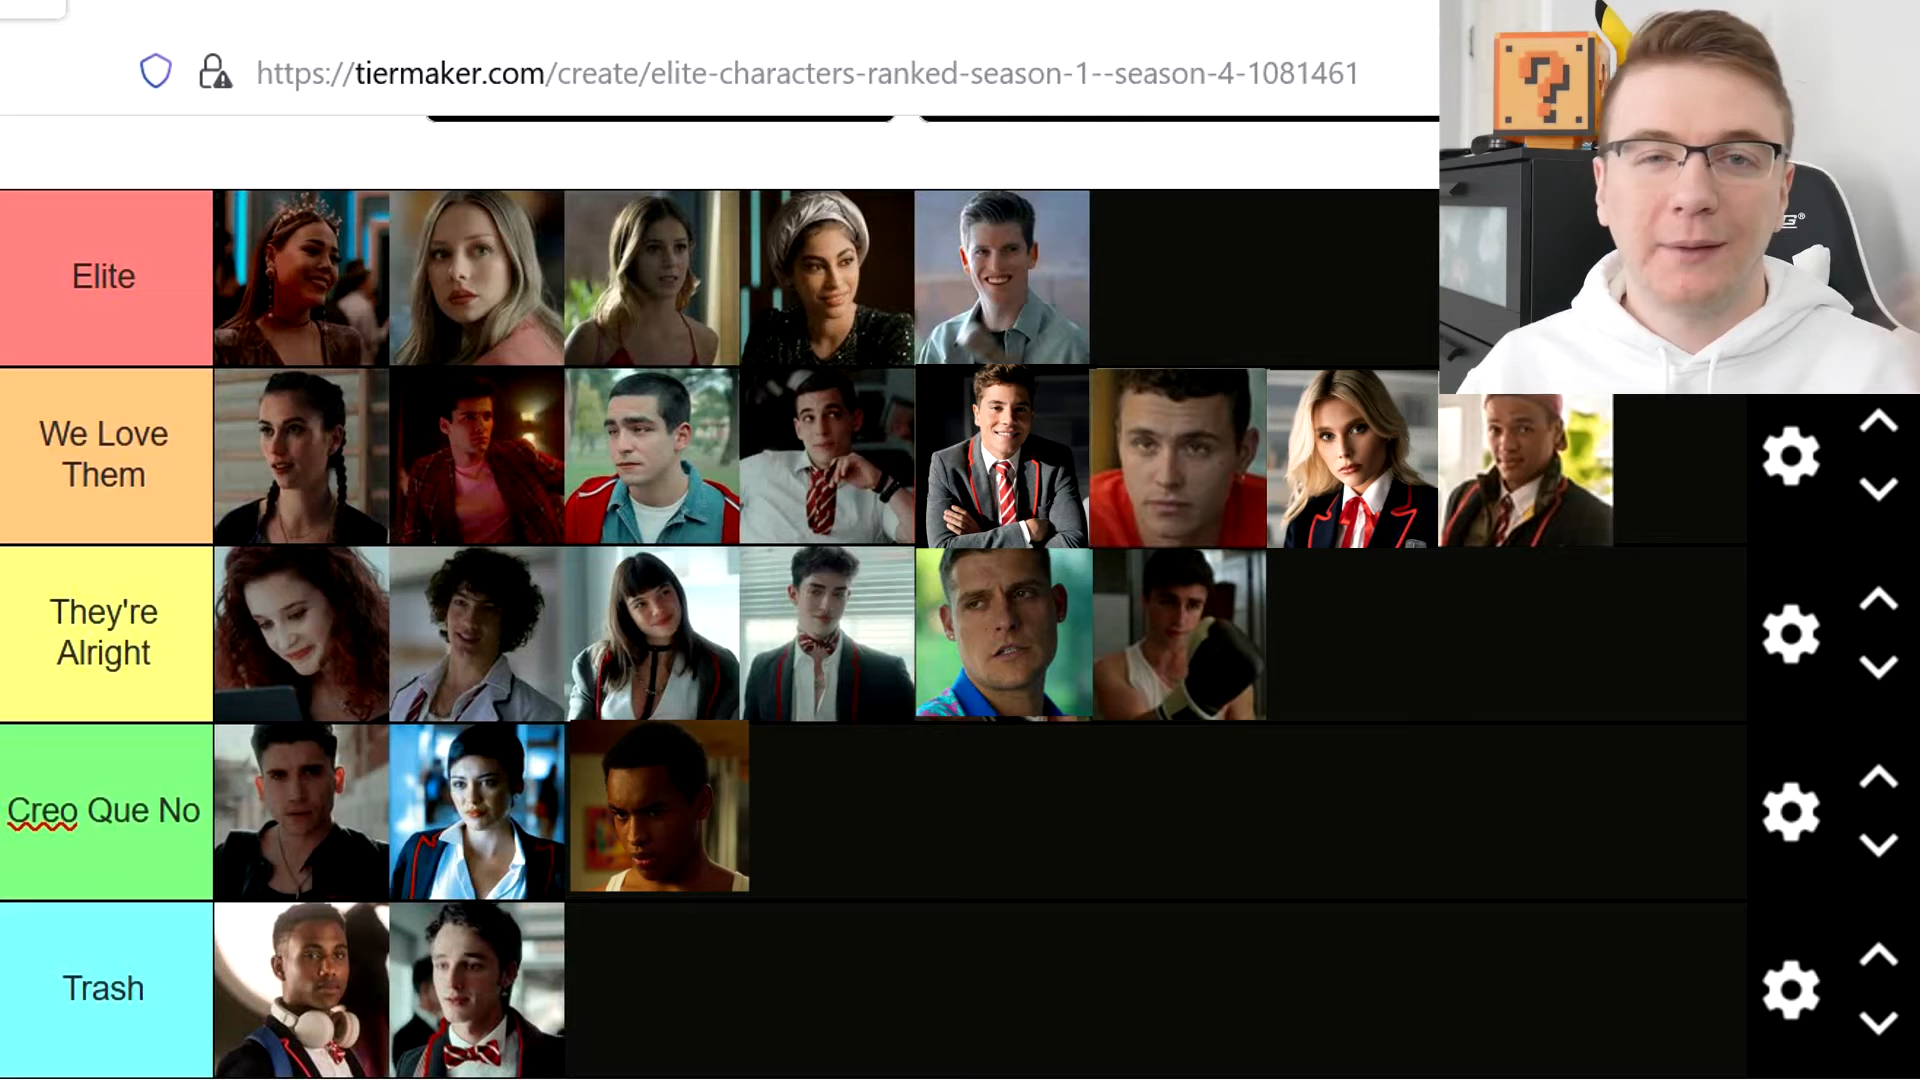 https://tiermaker.com/create/elite-characters-ranked-season-1--season-4-1081461
Elite
We Love
Them
They're
Alright
Creo Que No
Trash